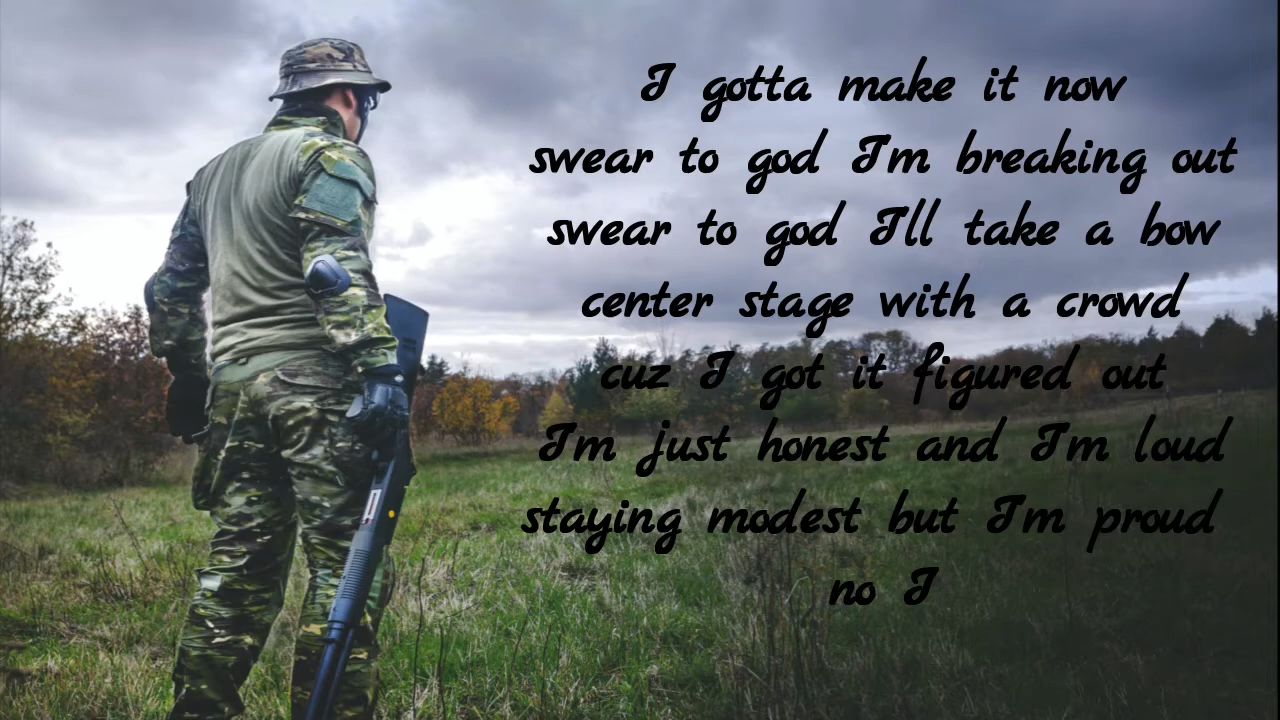 I gotta make it now
swear to god I'm breaking out
swear to god I'll take a bow
center stage with a crowd
cuz I got it figured out
I'm just honest and I'm loud
staying modest but I'm proud
no I